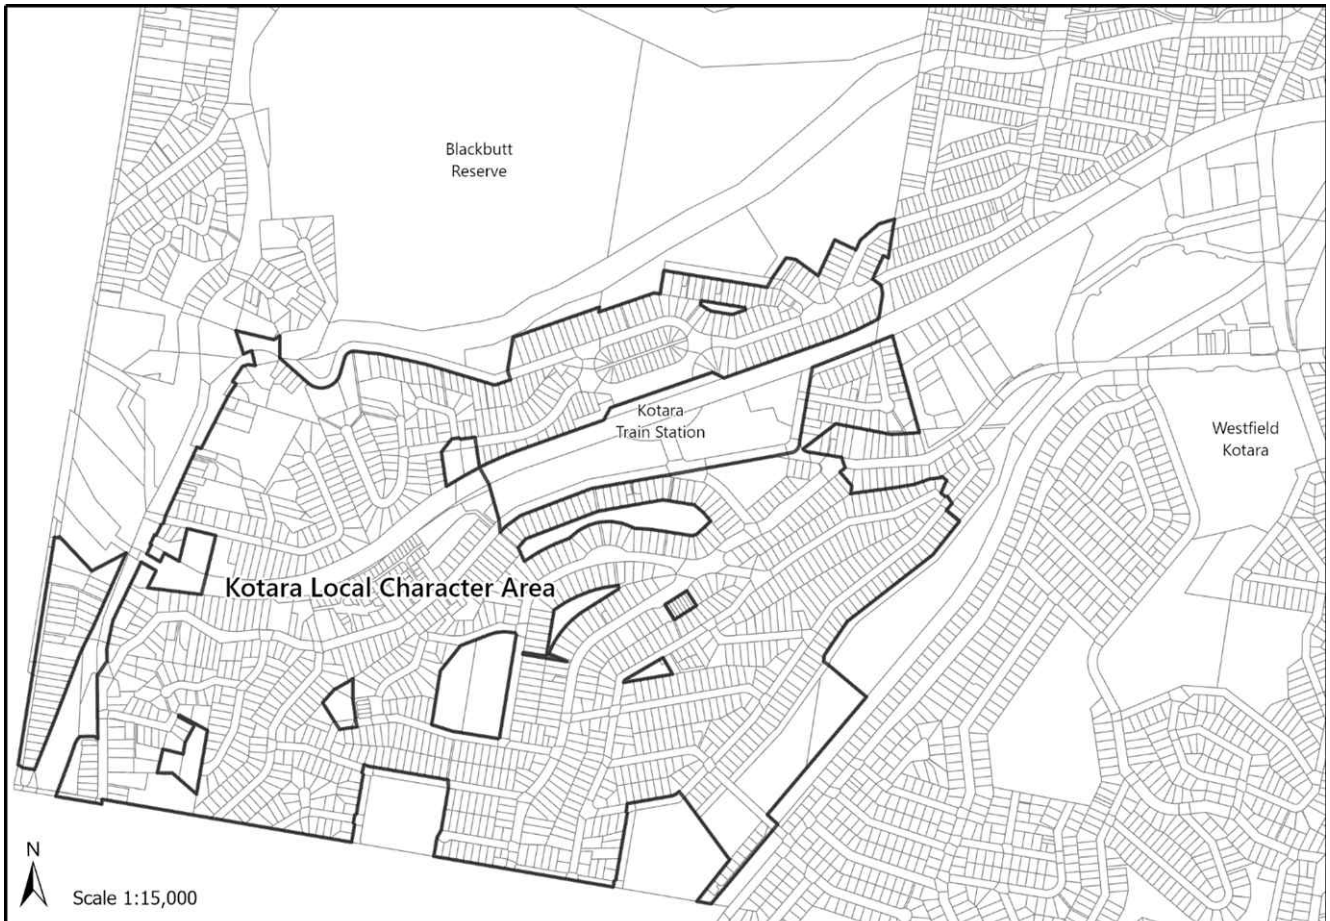 Blackbutt
Reserve
Kotara
Train Station
Westfield
Kotara
Kotara Local Character Area
N
Scale 1:15,000